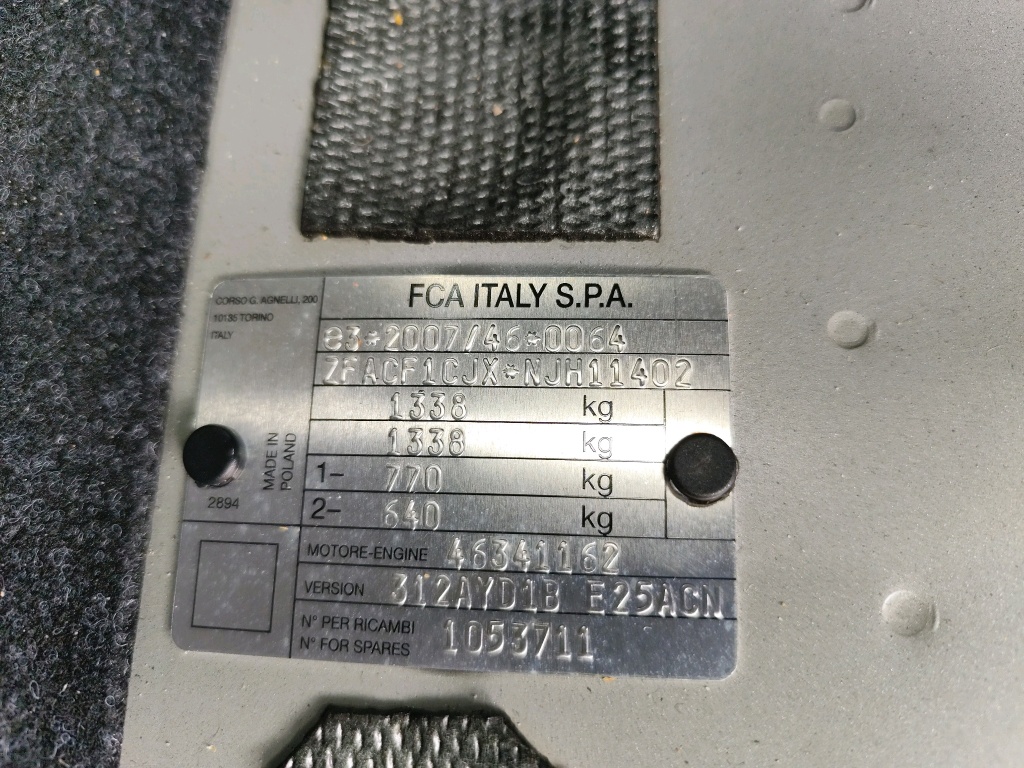 CORSO G. AGNELLI, 200
10135 TORINO
ITALY
FCA ITALY S.P.A.
e3*2007/46*0064
ZFACF1CJX*NJH11402
1338 kg
1338 kg
1- 770 kg
2- 640 kg
MADE IN
POLAND
2894
MOTORE-ENGINE 46341162
VERSION 312AYD1B E25ACN
N° PER RICAMBI
N° FOR SPARES 1053711